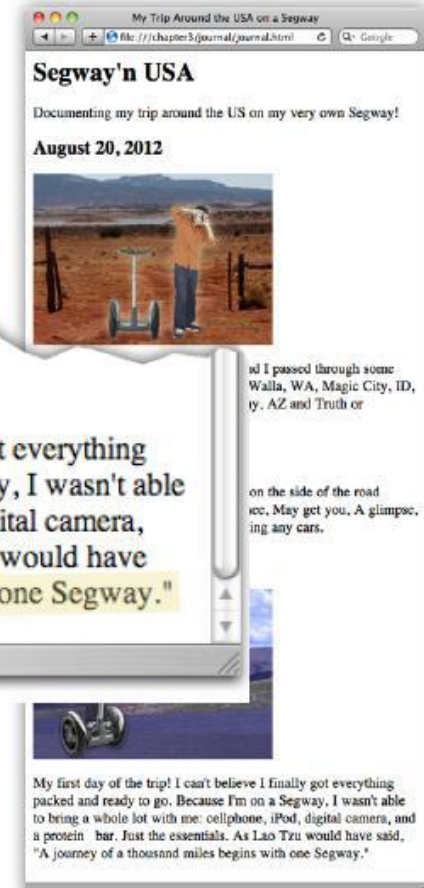 My Trip Around the USA on a Segway
file:///chapter3/journal/journal.html
Google
Segway'n USA
Documenting my trip around the US on my very own Segway!
August 20, 2012
I passed through some
Walla, WA, Magic City, ID,
AZ and Truth or
everything
, I wasn't able
ital camera,
would have
one Segway."
on the side of the road
May get you, A glimpse,
ing any cars.
My first day of the trip! I can't believe I finally got everything
packed and ready to go. Because I'm on a Segway, I wasn't able
to bring a whole lot with me: cellphone, iPod, digital camera, and
a protein bar. Just the essentials. As Lao Tzu would have said,
"A journey of a thousand miles begins with one Segway."